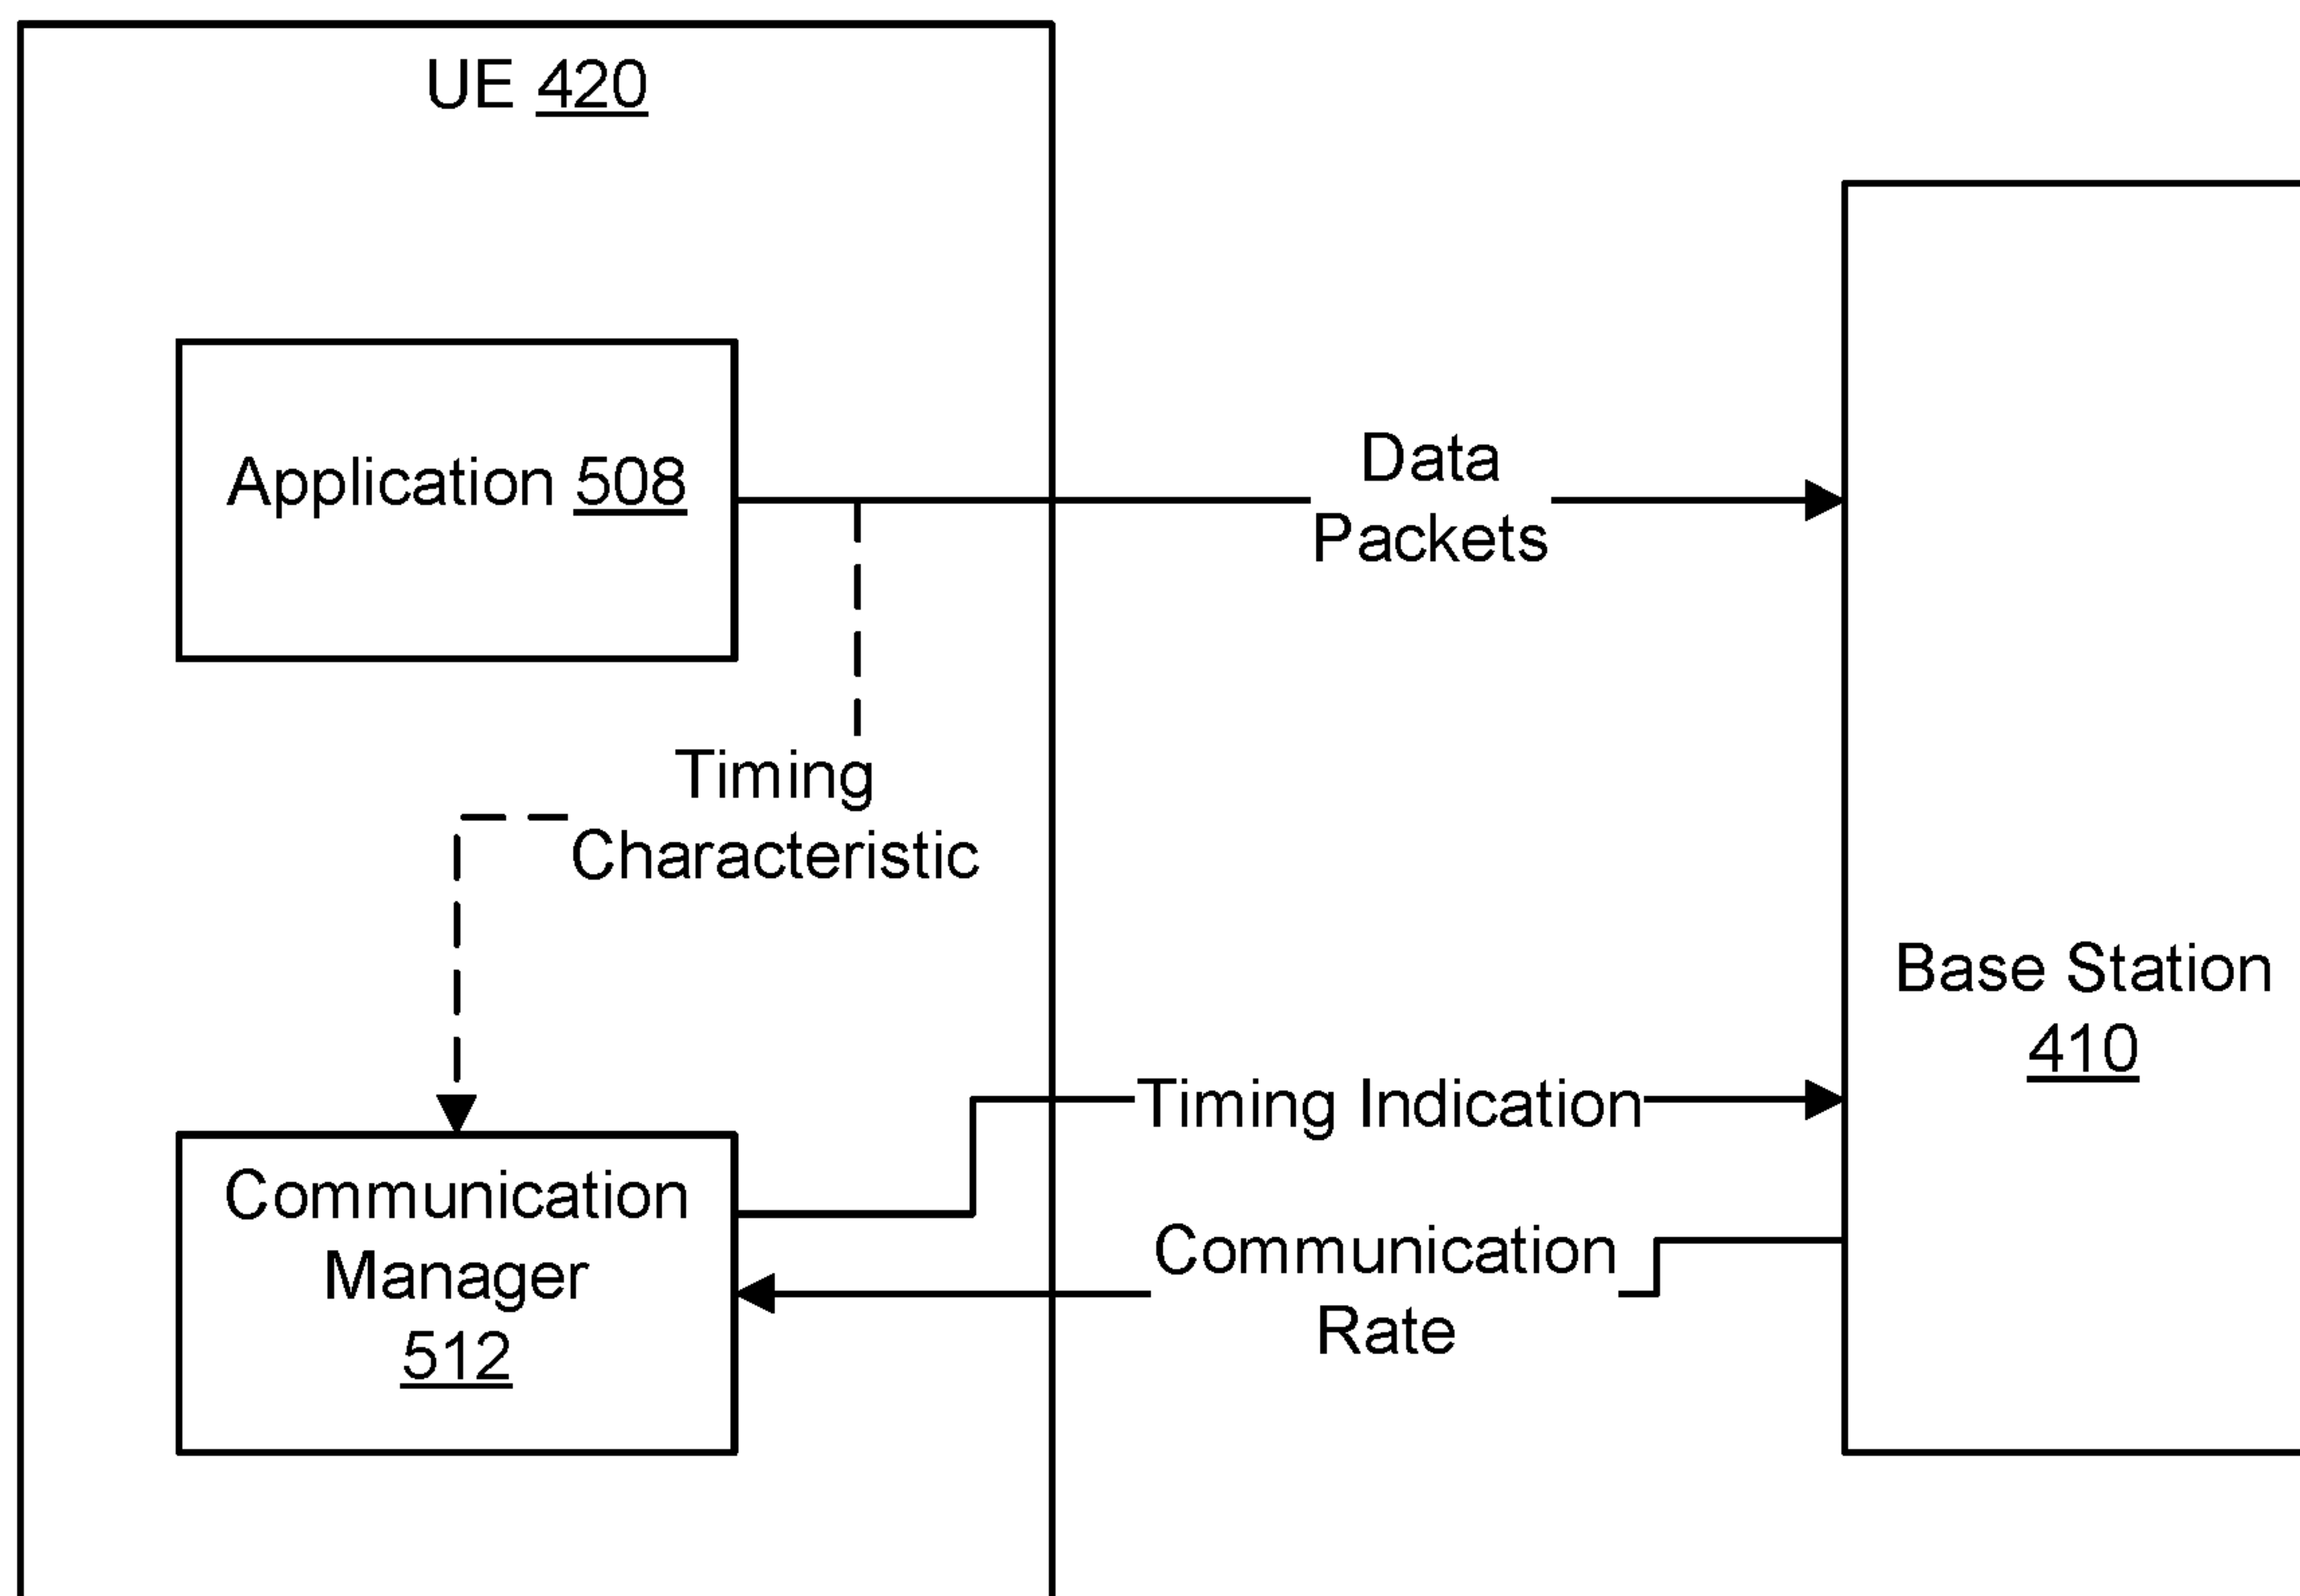 UE 420
Application 508
Data
Packets
Timing
Characteristic
Base Station
410
Timing Indication
Communication
Manager
512
Communication
Rate